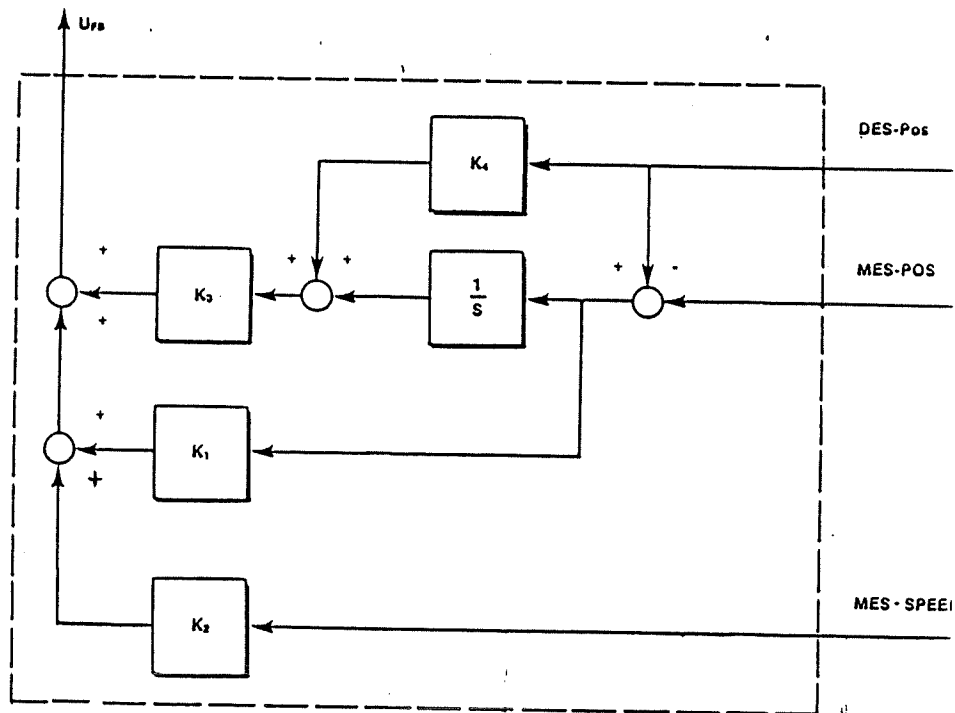 U_FB
DES-Pos
K₄
+ + + -
MES-POS
+
K₃
1
S
+
+
K₁
+
MES - SPEE
K₂